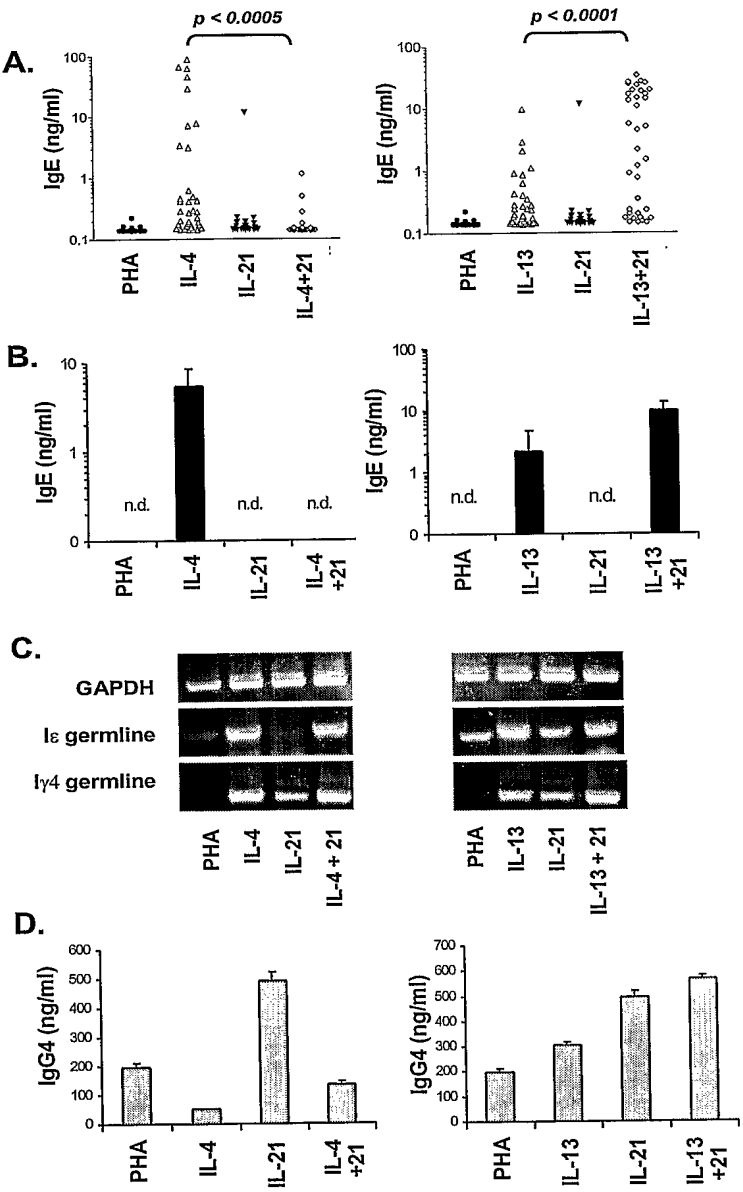 p < 0.0005
p < 0.0001
A.
100
10
1
0.1
IgE (ng/ml)
PHA
IL-4
IL-21
IL-4+21
100
10
1
0.1
IgE (ng/ml)
PHA
IL-13
IL-21
IL-13+21
B.
10
1
0
IgE (ng/ml)
n.d.
n.d.
n.d.
PHA
IL-4
IL-21
IL-4
+21
100
10
1
0
IgE (ng/ml)
n.d.
n.d.
PHA
IL-13
IL-21
IL-13
+21
C.
GAPDH
Iε germline
Iγ4 germline
PHA
IL-4
IL-21
IL-4 + 21
PHA
IL-13
IL-21
IL-13 + 21
D.
600
500
400
300
200
100
0
IgG4 (ng/ml)
PHA
IL-4
IL-21
IL-4
+21
700
600
500
400
300
200
100
0
IgG4 (ng/ml)
PHA
IL-13
IL-21
IL-13
+21